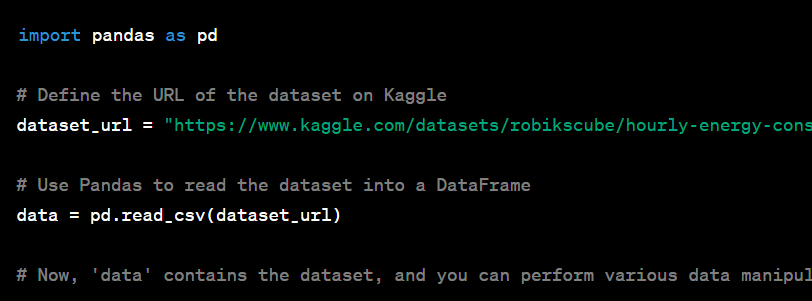 import pandas as pd
# Define the URL of the dataset on Kaggle
dataset_url = "https://www.kaggle.com/datasets/robikscube/hourly-energy-cons
# Use Pandas to read the dataset into a DataFrame
data = pd.read_csv(dataset_url)
# Now, 'data' contains the dataset, and you can perform various data manipul